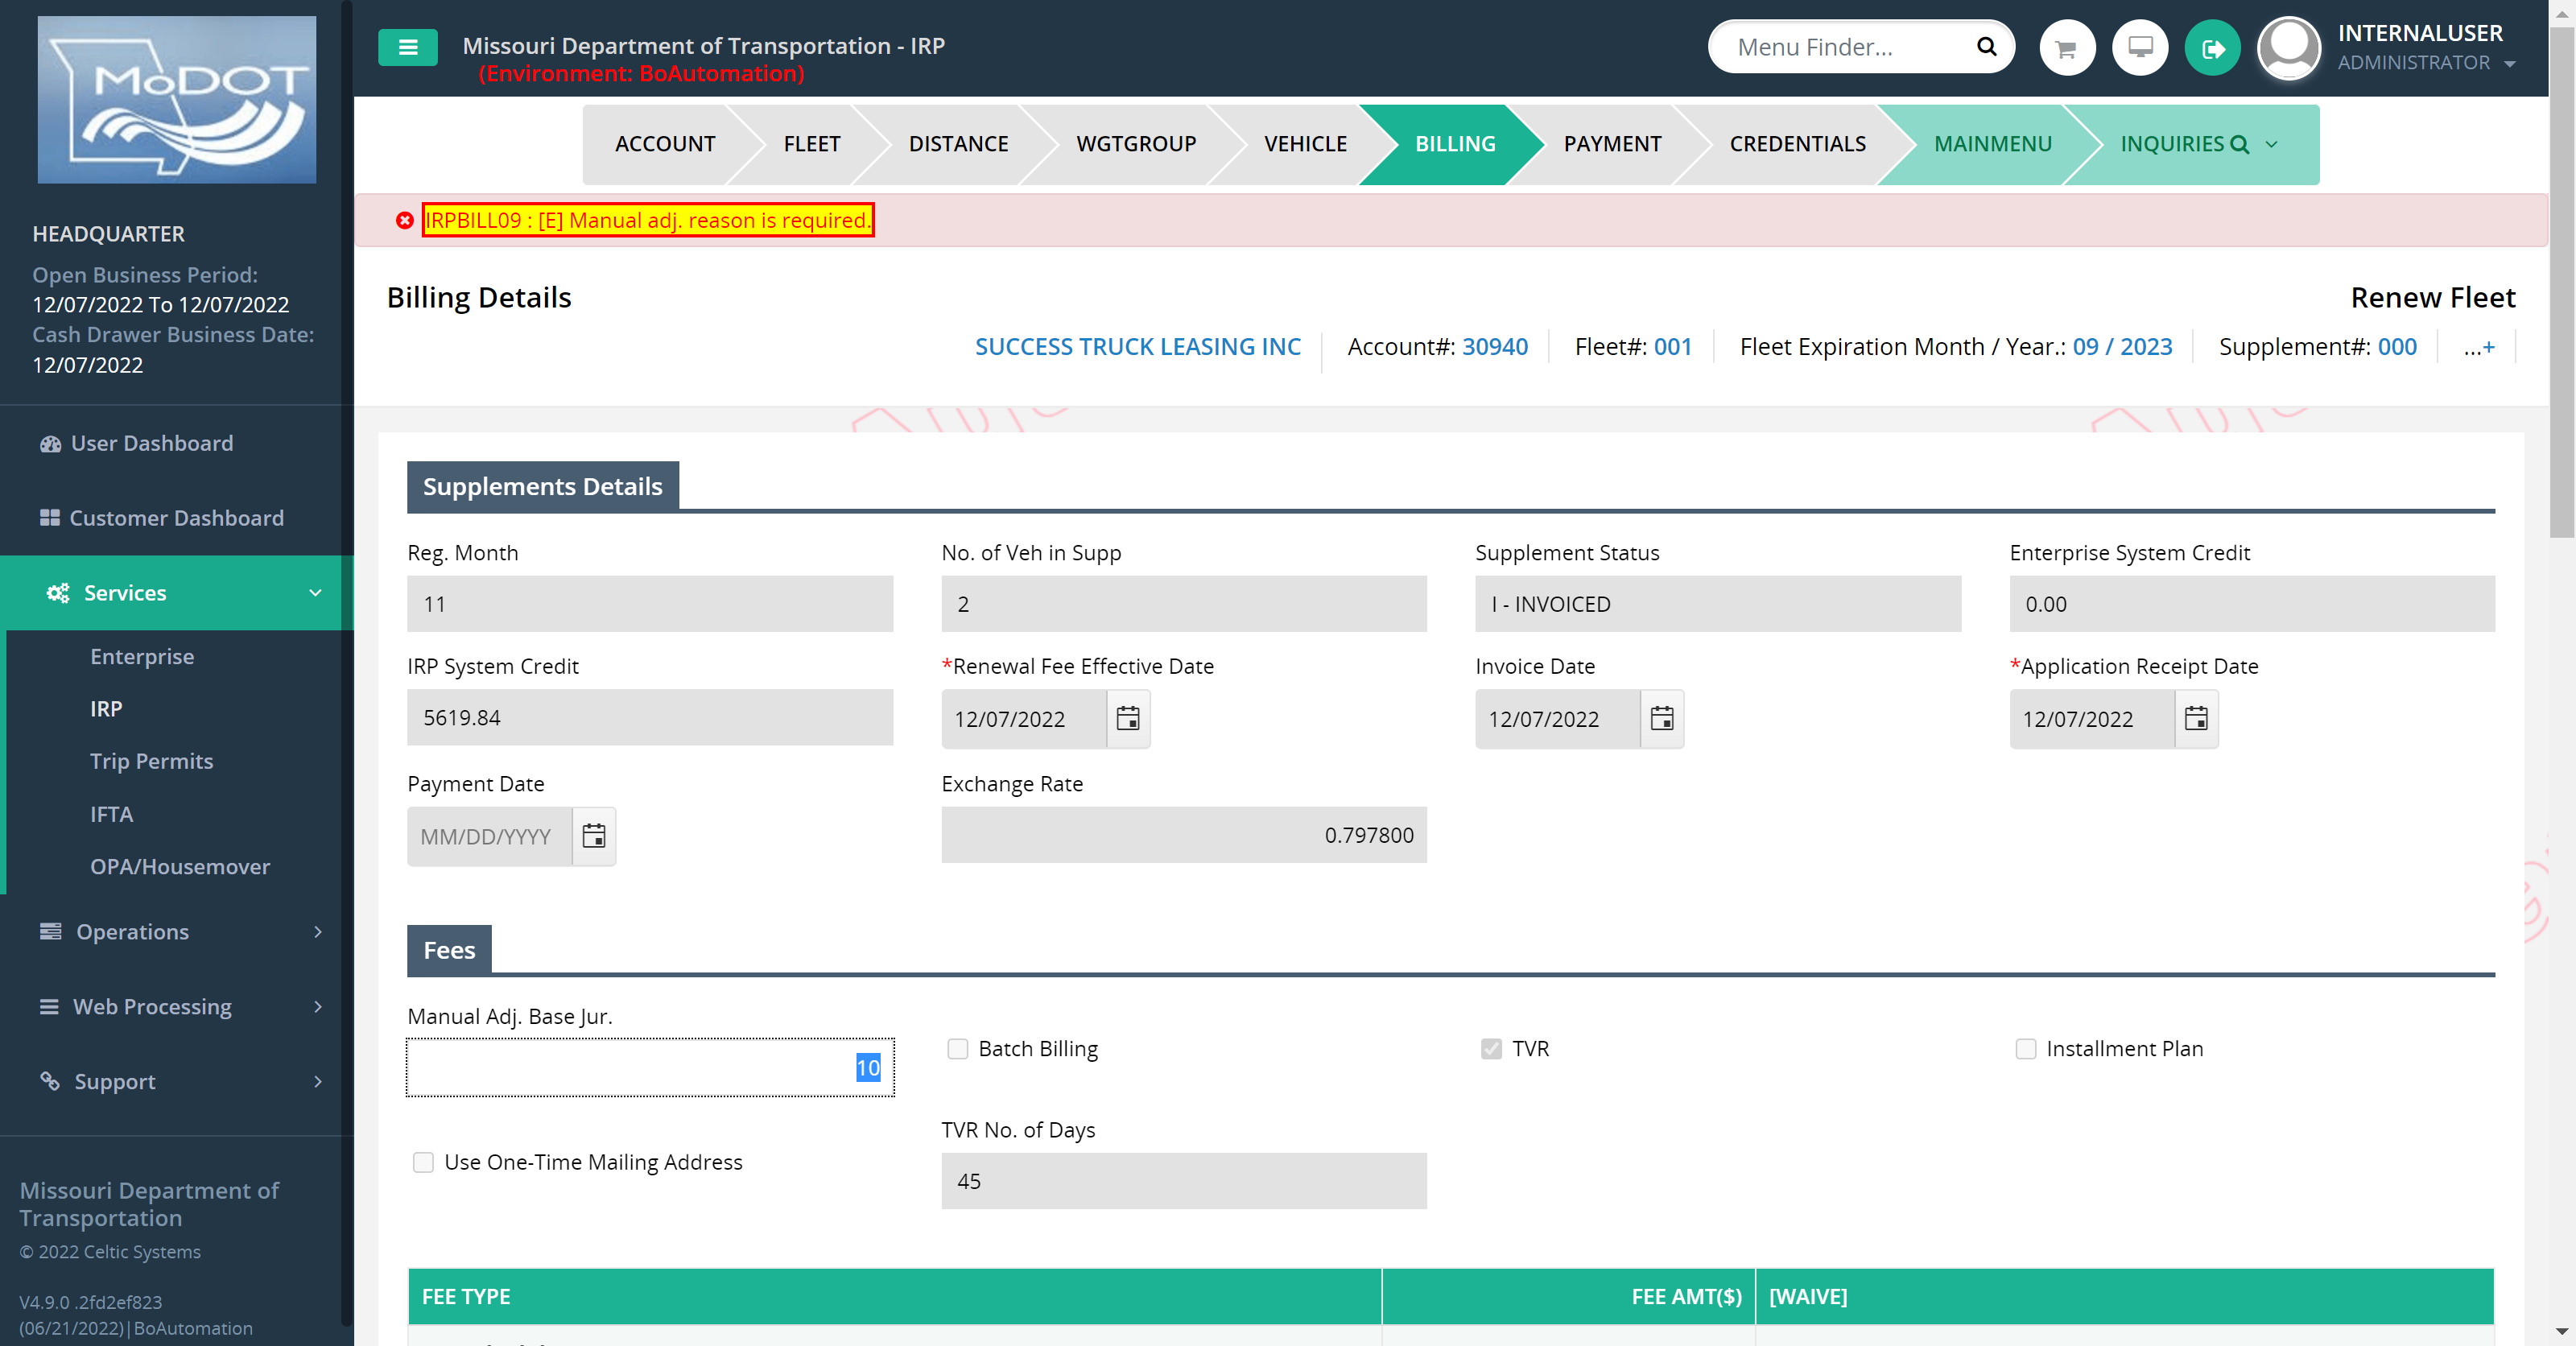 MoDOT
Missouri Department of Transportation - IRP
(Environment: BoAutomation)
Menu Finder...
INTERNALUSER
ADMINISTRATOR
ACCOUNT
FLEET
DISTANCE
WGTGROUP
VEHICLE
BILLING
PAYMENT
CREDENTIALS
MAINMENU
INQUIRIES
IRPBILL09 : [E] Manual adj. reason is required.
HEADQUARTER
Open Business Period:
12/07/2022 To 12/07/2022
Cash Drawer Business Date:
12/07/2022
User Dashboard
Customer Dashboard
Services
Enterprise
IRP
Trip Permits
IFTA
OPA/Housemover
Operations
Web Processing
Support
Missouri Department of
Transportation
© 2022 Celtic Systems
V4.9.0 .2fd2ef823
(06/21/2022)|BoAutomation
Billing Details
Renew Fleet
SUCCESS TRUCK LEASING INC
Account#: 30940
Fleet#: 001
Fleet Expiration Month / Year.: 09 / 2023
Supplement#: 000
...+
Supplements Details
Reg. Month
11
No. of Veh in Supp
2
Supplement Status
I - INVOICED
Enterprise System Credit
0.00
IRP System Credit
5619.84
*Renewal Fee Effective Date
12/07/2022
Invoice Date
12/07/2022
*Application Receipt Date
12/07/2022
Payment Date
MM/DD/YYYY
Exchange Rate
0.797800
Fees
Manual Adj. Base Jur.
10
Batch Billing
TVR
Installment Plan
Use One-Time Mailing Address
TVR No. of Days
45
FEE TYPE
FEE AMT($)
[WAIVE]